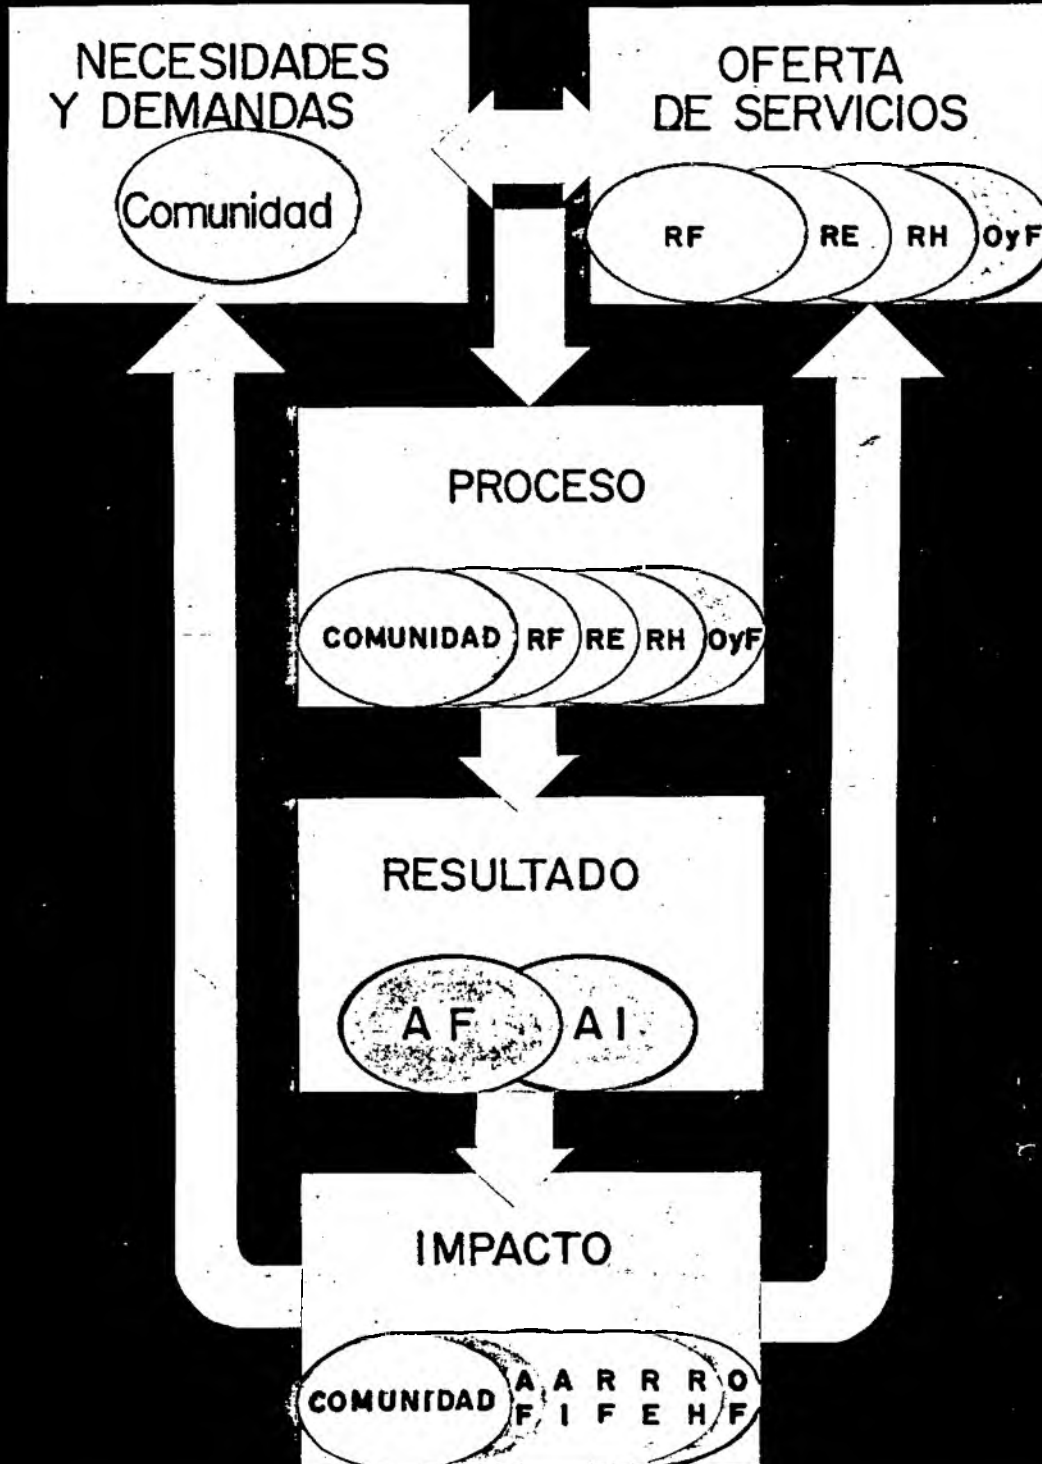 NECESIDADES
Y DEMANDAS
Comunidad
OFERTA
DE SERVICIOS
RF RE RH OyF
PROCESO
COMUNIDAD RF RE RH OyF
RESULTADO
AF AI
IMPACTO
COMUNIDAD
A A R R R O
F I F E H F